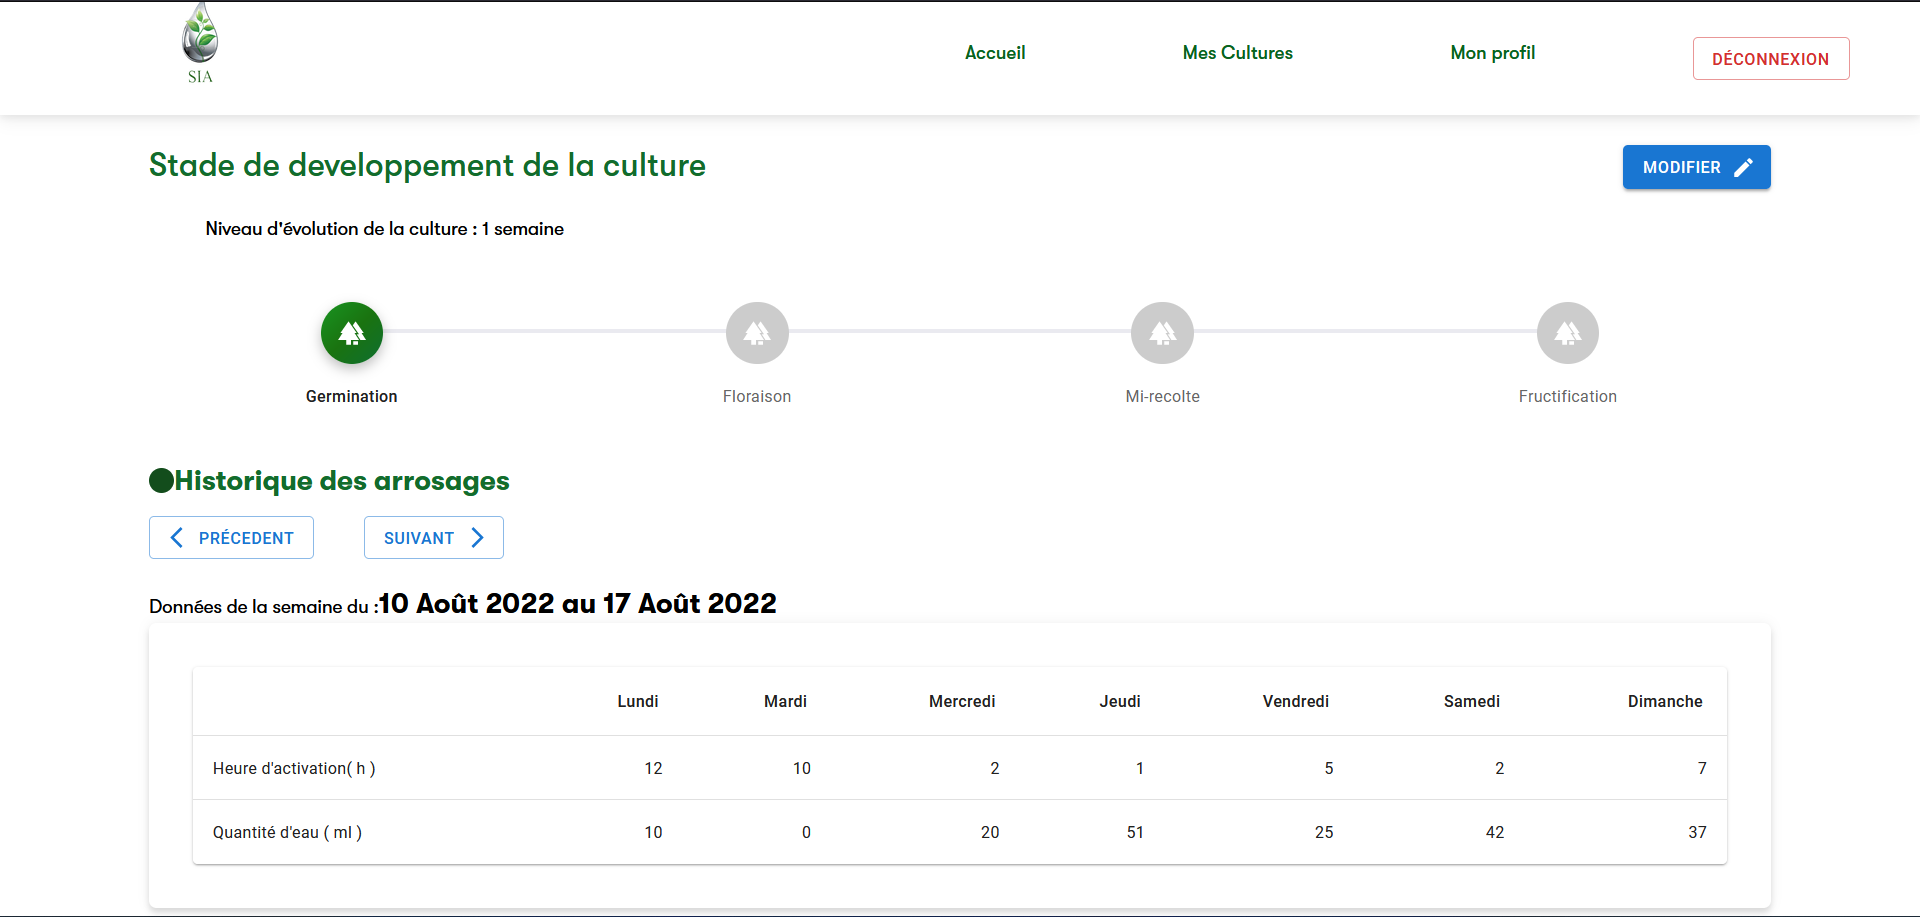 SIA
Accueil Mes Cultures Mon profil DÉCONNEXION
Stade de developpement de la culture MODIFIER
Niveau d'évolution de la culture : 1 semaine
Germination Floraison Mi-recolte Fructification
Historique des arrosages
PRÉCEDENT SUIVANT
Données de la semaine du :10 Août 2022 au 17 Août 2022
Lundi Mardi Mercredi Jeudi Vendredi Samedi Dimanche
Heure d'activation( h ) 12 10 2 1 5 2 7
Quantité d'eau ( ml ) 10 0 20 51 25 42 37